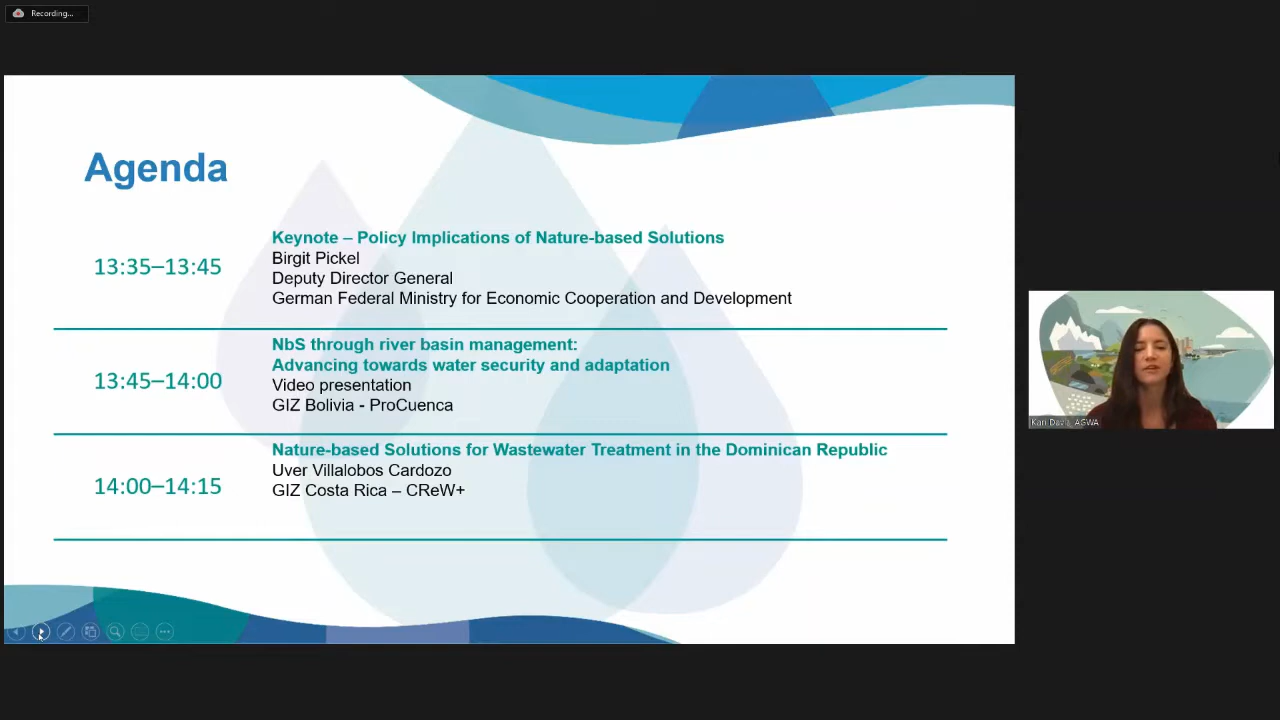 Recording...
Agenda
13:35–13:45
Keynote – Policy Implications of Nature-based Solutions
Birgit Pickel
Deputy Director General
German Federal Ministry for Economic Cooperation and Development
13:45–14:00
NbS through river basin management:
Advancing towards water security and adaptation
Video presentation
GIZ Bolivia - ProCuenca
14:00–14:15
Nature-based Solutions for Wastewater Treatment in the Dominican Republic
Uver Villalobos Cardozo
GIZ Costa Rica – CReW+
AGWA